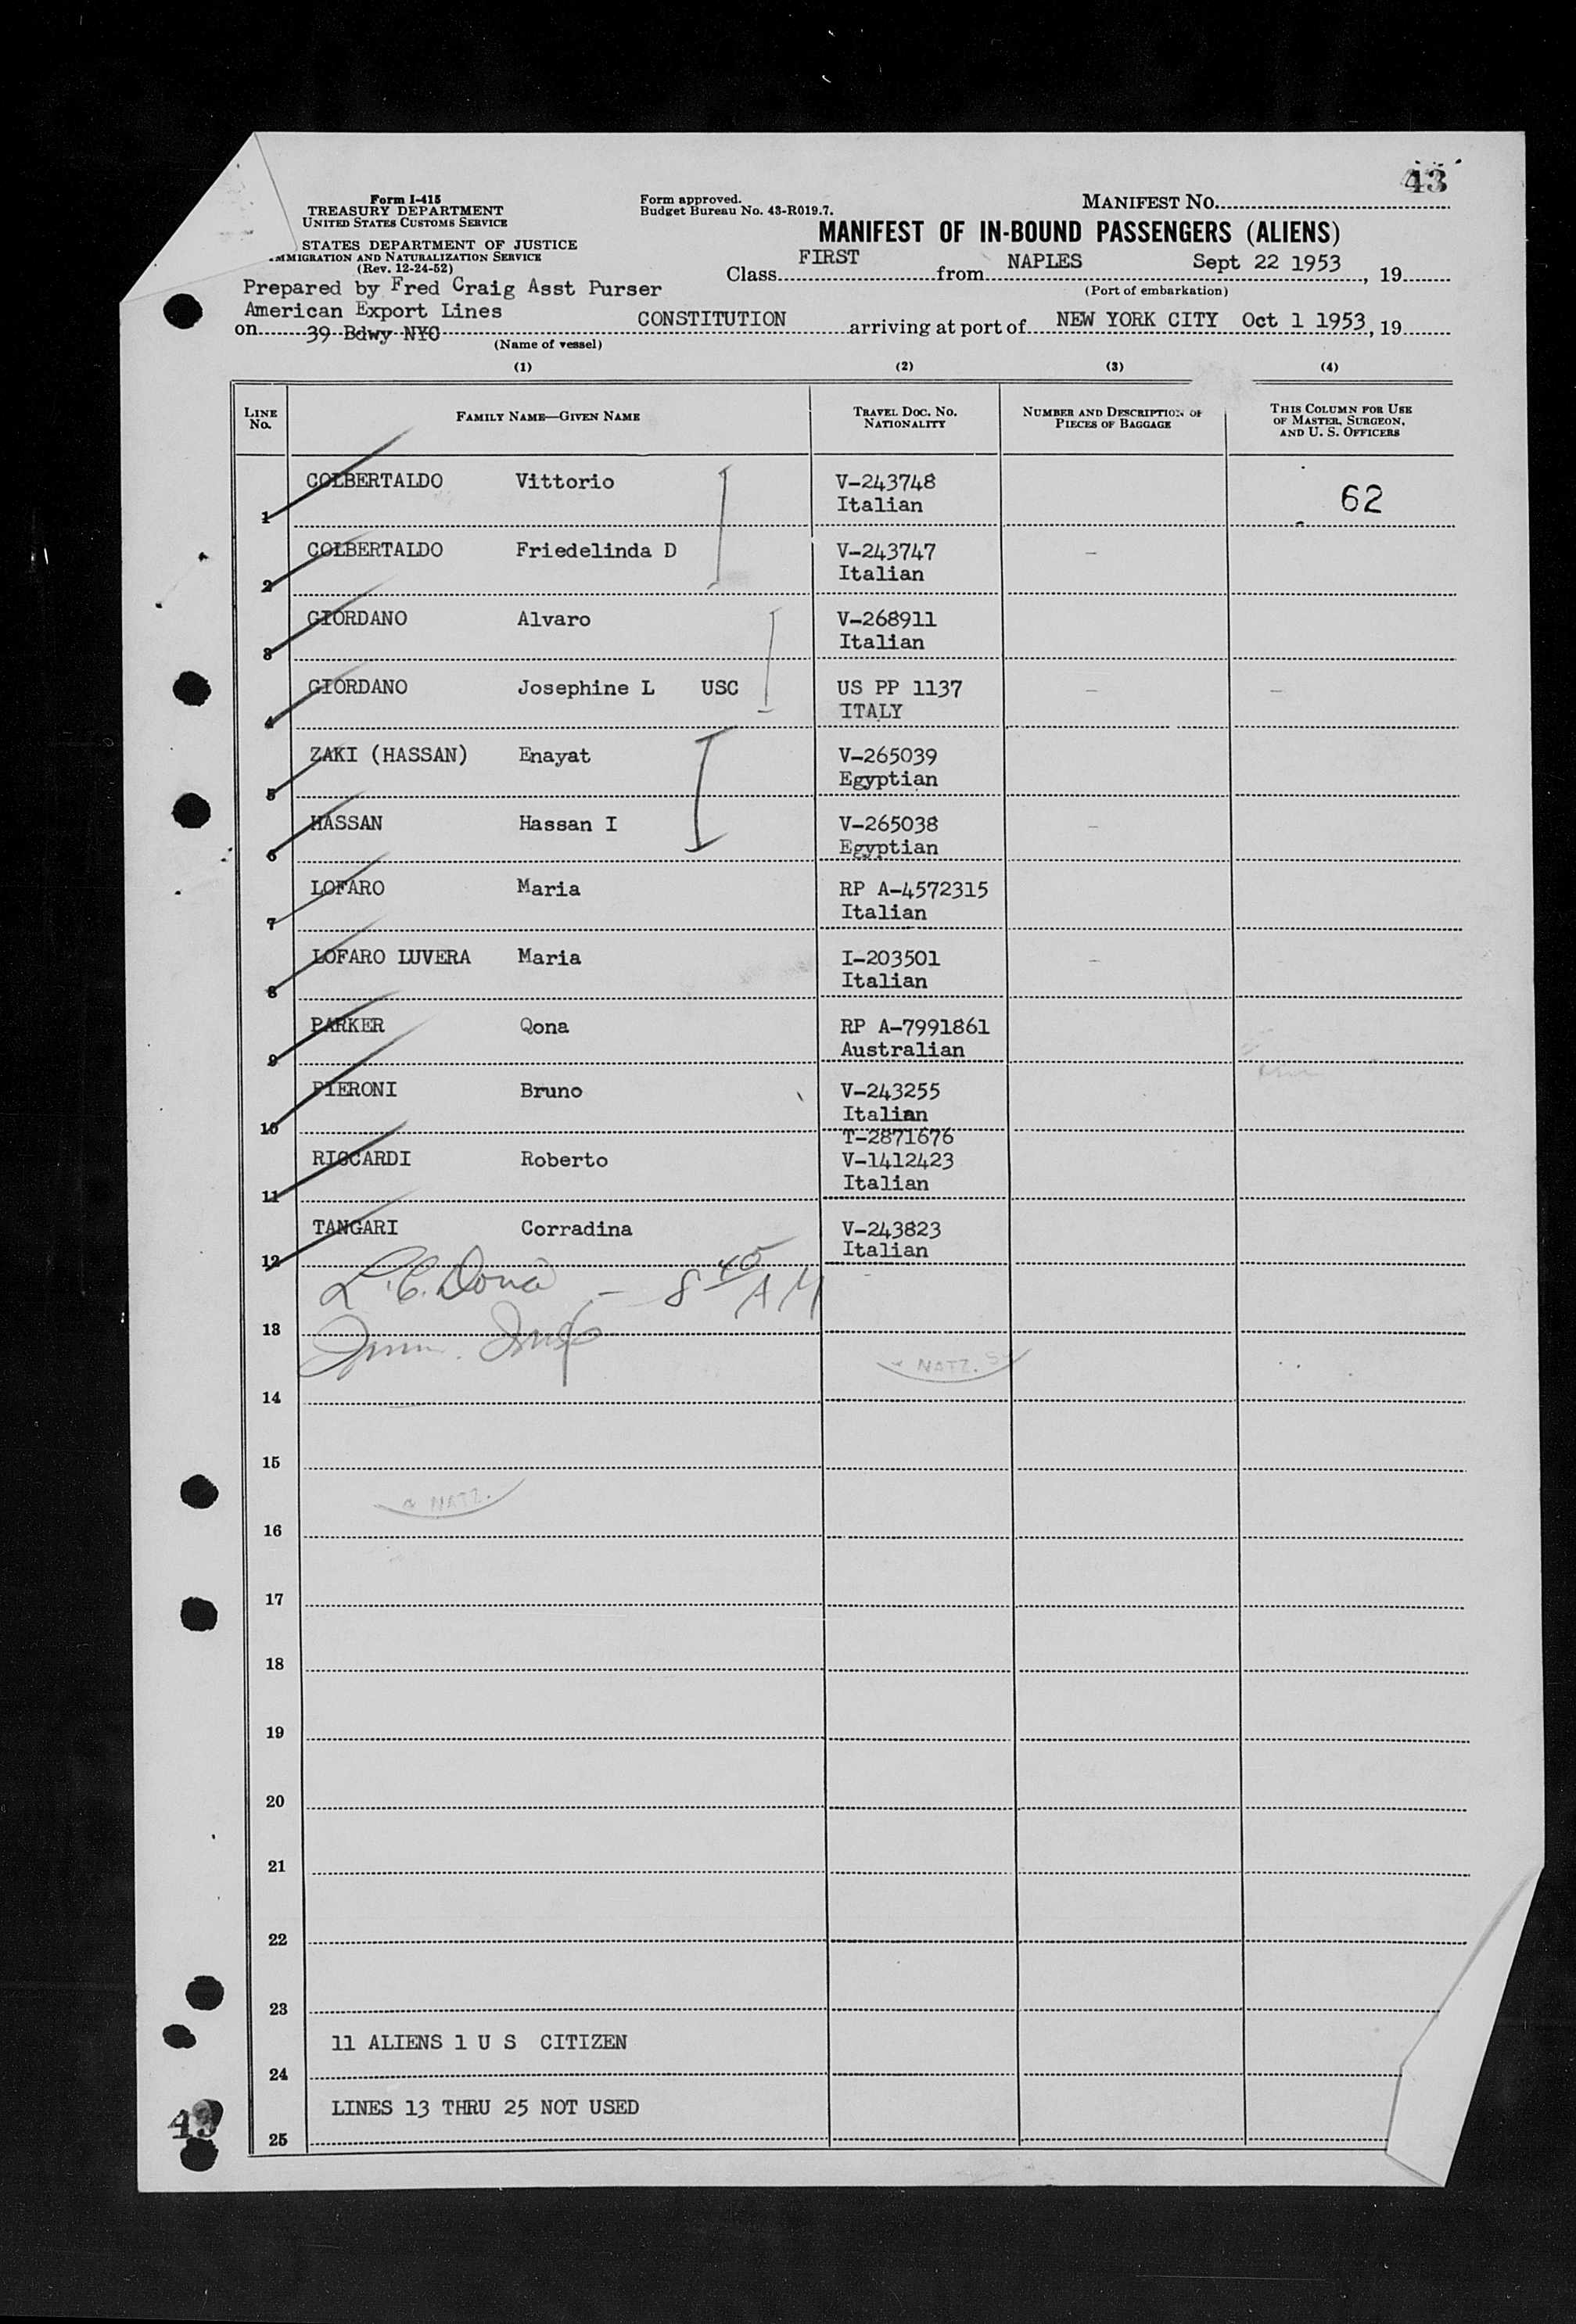 43
Form I-415
TREASURY DEPARTMENT
UNITED STATES CUSTOMS SERVICE
STATES DEPARTMENT OF JUSTICE
IMMIGRATION AND NATURALIZATION SERVICE
(Rev. 12-24-52)
Form approved.
Budget Bureau No. 43-R019.7.
MANIFEST NO.
MANIFEST OF IN-BOUND PASSENGERS (ALIENS)
Class FIRST from NAPLES Sept 22 1953, 19
(Port of embarkation)
Prepared by Fred Craig Asst Purser
American Export Lines
on 39 Bdwy NYC CONSTITUTION arriving at port of NEW YORK CITY Oct 1 1953, 19
(Name of vessel)
(1) (2) (3) (4)
LINE No. FAMILY NAME—GIVEN NAME TRAVEL DOC. NO. NATIONALITY NUMBER AND DESCRIPTION OF PIECES OF BAGGAGE THIS COLUMN FOR USE OF MASTER, SURGEON, AND U. S. OFFICERS
1 COLBERTALDO Vittorio V-243748 62
Italian
2 COLBERTALDO Friedelinda D V-243747
Italian
3 GIORDANO Alvaro V-268911
Italian
4 GIORDANO Josephine L USC US PP 1137
ITALY
5 ZAKI (HASSAN) Enayat V-265039
Egyptian
6 HASSAN Hassan I V-265038
Egyptian
7 LOFARO Maria RP A-4572315
Italian
8 LOFARO LUVERA Maria I-203501
Italian
9 PARKER Qona RP A-7991861
Australian
10 PIERONI Bruno V-243255
Italian
T-2871676
11 RICCARDI Roberto V-1412423
Italian
12 TANGARI Corradina V-243823
Italian
L. C. Dona - 8 40 AM
13
Imm. Insp
NATZ. S
14
15
NATZ.
16
17
18
19
20
21
22
23
11 ALIENS 1 U S CITIZEN
24
LINES 13 THRU 25 NOT USED
25
43